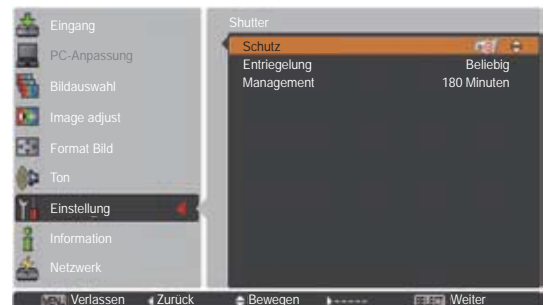 Eingang
PC-Anpassung
Bildauswahl
Image adjust
Format Bild
Ton
Einstellung
Information
Netzwerk
Shutter
Schutz
Entriegelung Beliebig
Management 180 Minuten
MENU Verlassen Zurück Bewegen ----- Weiter